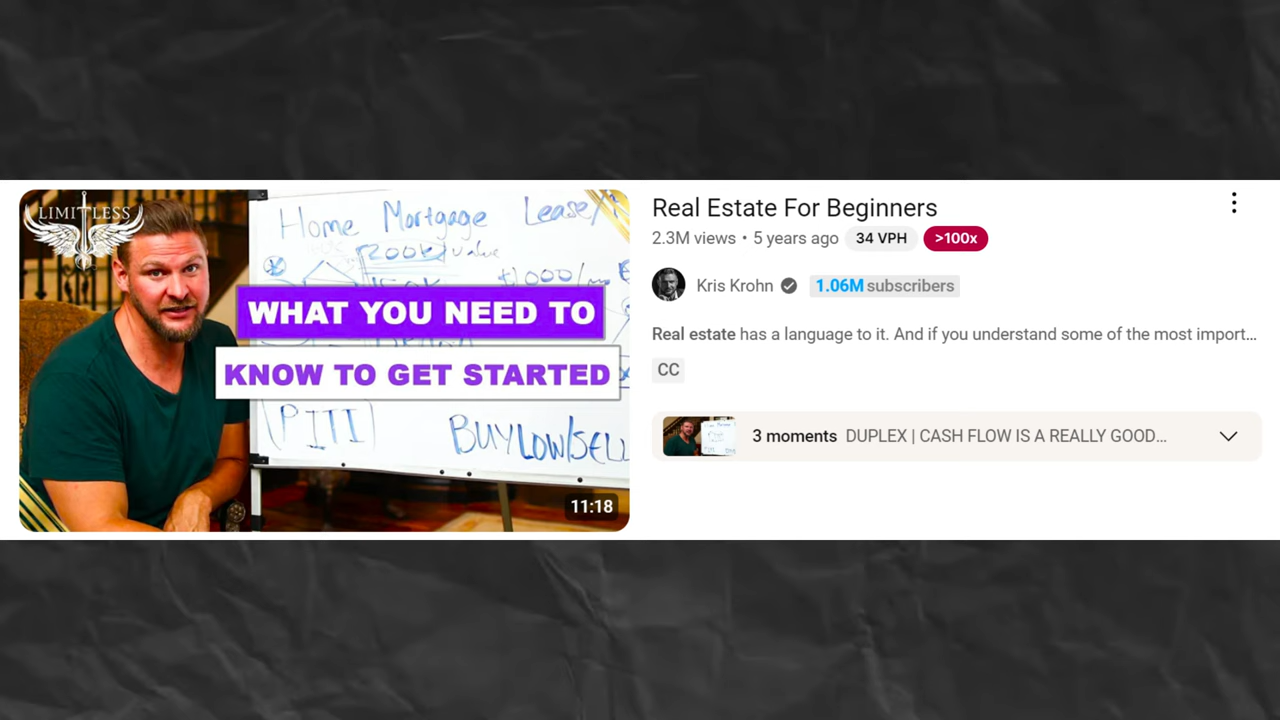 LIMITLESS
Home Mortgage Lease/
200k value
WHAT YOU NEED TO
KNOW TO GET STARTED
(PITI)
BUY LOW/SELL
11:18
Real Estate For Beginners
2.3M views • 5 years ago 34 VPH >100x
Kris Krohn 1.06M subscribers
Real estate has a language to it. And if you understand some of the most import...
CC
3 moments DUPLEX | CASH FLOW IS A REALLY GOOD...